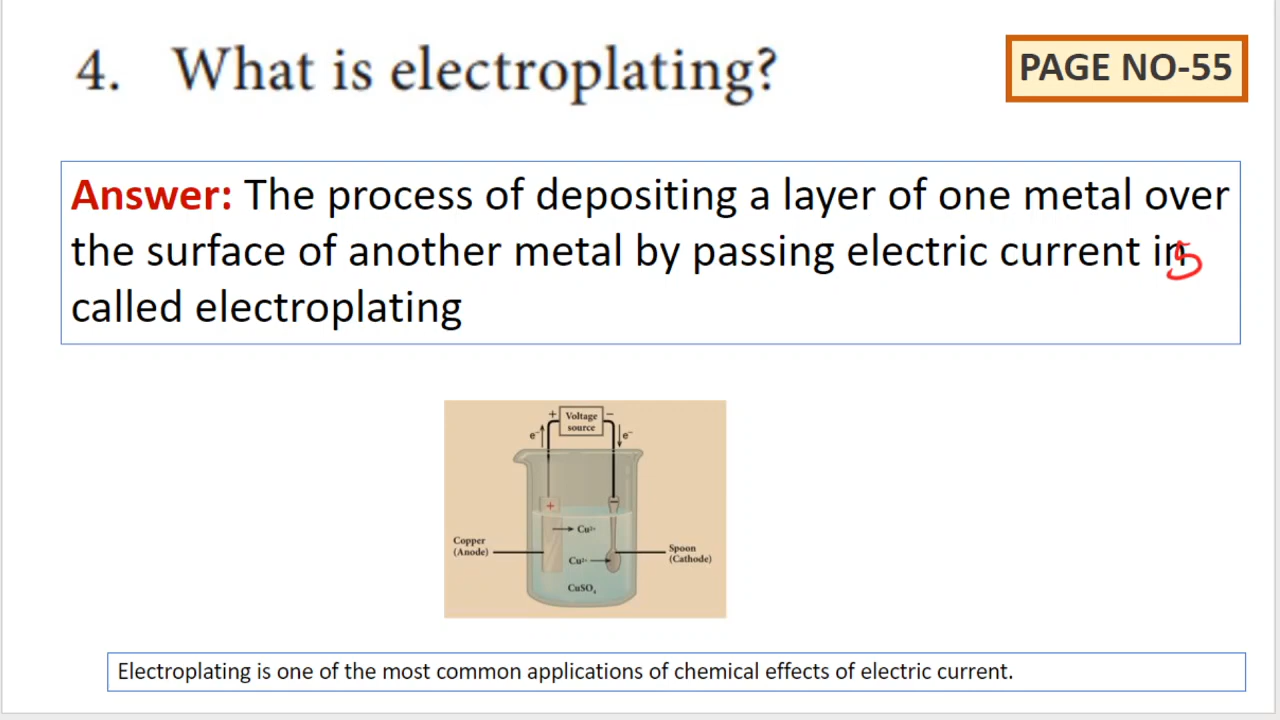 4. What is electroplating?
PAGE NO-55
Answer: The process of depositing a layer of one metal over
the surface of another metal by passing electric current in
called electroplating
+ Voltage −
source
e⁻ e⁻
+
Cu²⁺
Copper
(Anode)
Spoon
(Cathode)
Cu²⁺
CuSO₄
Electroplating is one of the most common applications of chemical effects of electric current.